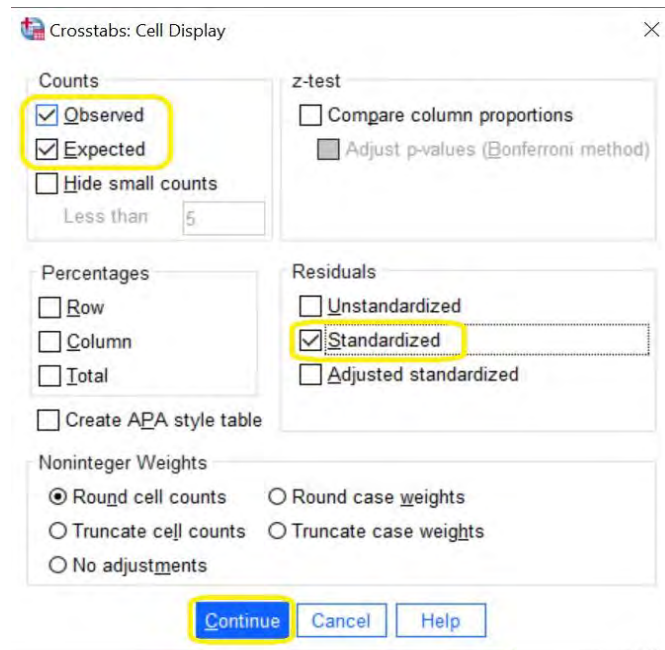 Crosstabs: Cell Display
Counts
Observed
Expected
Hide small counts
Less than 5
z-test
Compare column proportions
Adjust p-values (Bonferroni method)
Percentages
Row
Column
Total
Residuals
Unstandardized
Standardized
Adjusted standardized
Create APA style table
Noninteger Weights
Round cell counts Round case weights
Truncate cell counts Truncate case weights
No adjustments
Continue Cancel Help